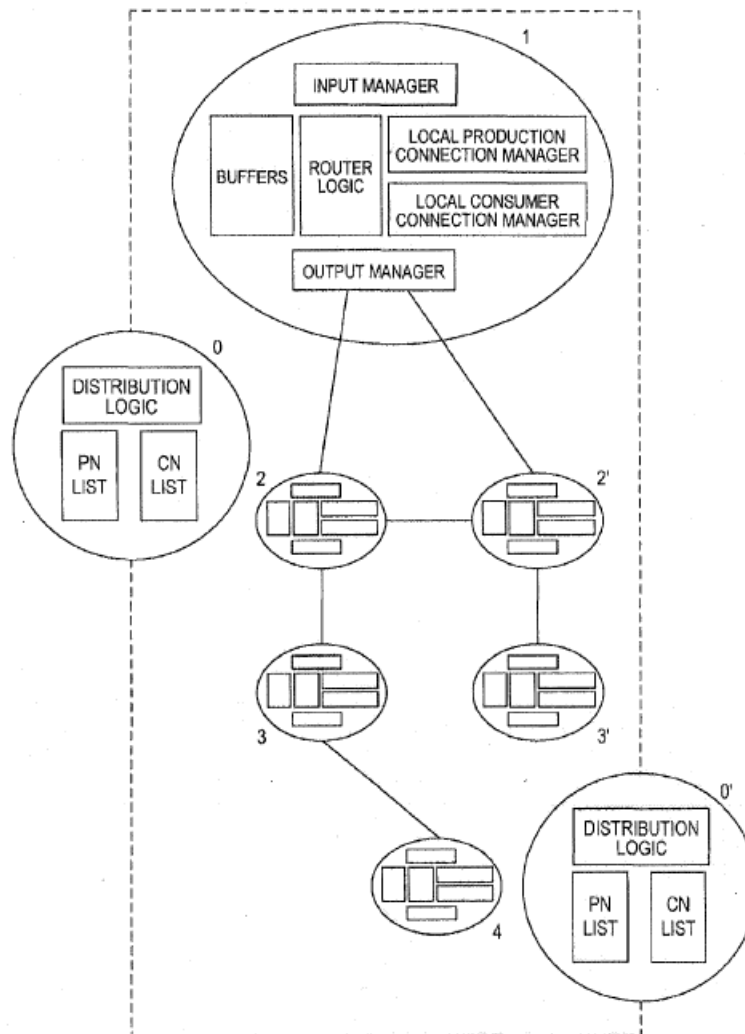 1
INPUT MANAGER
BUFFERS
ROUTER
LOGIC
LOCAL PRODUCTION
CONNECTION MANAGER
LOCAL CONSUMER
CONNECTION MANAGER
OUTPUT MANAGER
0
DISTRIBUTION
LOGIC
PN
LIST
CN
LIST
2
2'
3
3'
0'
DISTRIBUTION
LOGIC
PN
LIST
CN
LIST
4